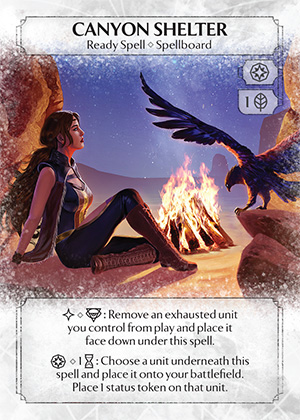 CANYON SHELTER
Ready Spell ⬦ Spellboard
1
⬦ : Remove an exhausted unit
you control from play and place it
face down under this spell.
⬦ 1 : Choose a unit underneath this
spell and place it onto your battlefield.
Place 1 status token on that unit.